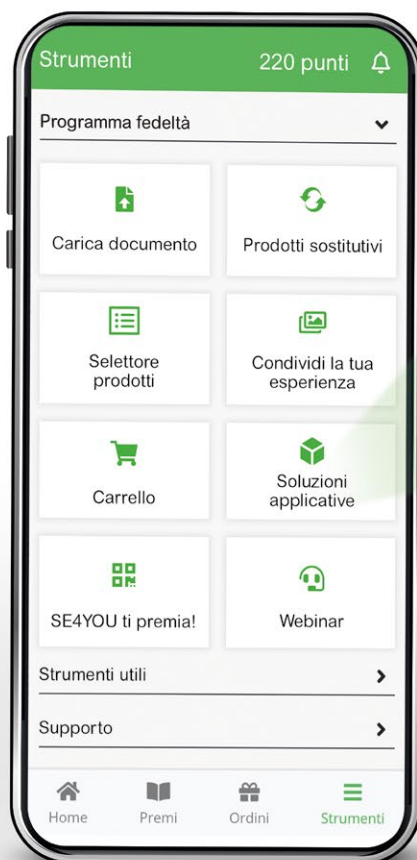 Strumenti 220 punti
Programma fedeltà
Carica documento
Prodotti sostitutivi
Selettore
prodotti
Condividi la tua
esperienza
Carrello
Soluzioni
applicative
SE4YOU ti premia!
Webinar
Strumenti utili
Supporto
Home Premi Ordini Strumenti